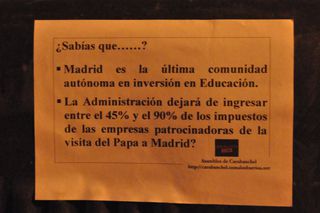 ¿Sabías que……?
▪ Madrid es la última comunidad
autónoma en inversión en Educación.
▪ La Administración dejará de ingresar
entre el 45% y el 90% de los impuestos
de las empresas patrocinadoras de la
visita del Papa a Madrid?
Asamblea de Carabanchel